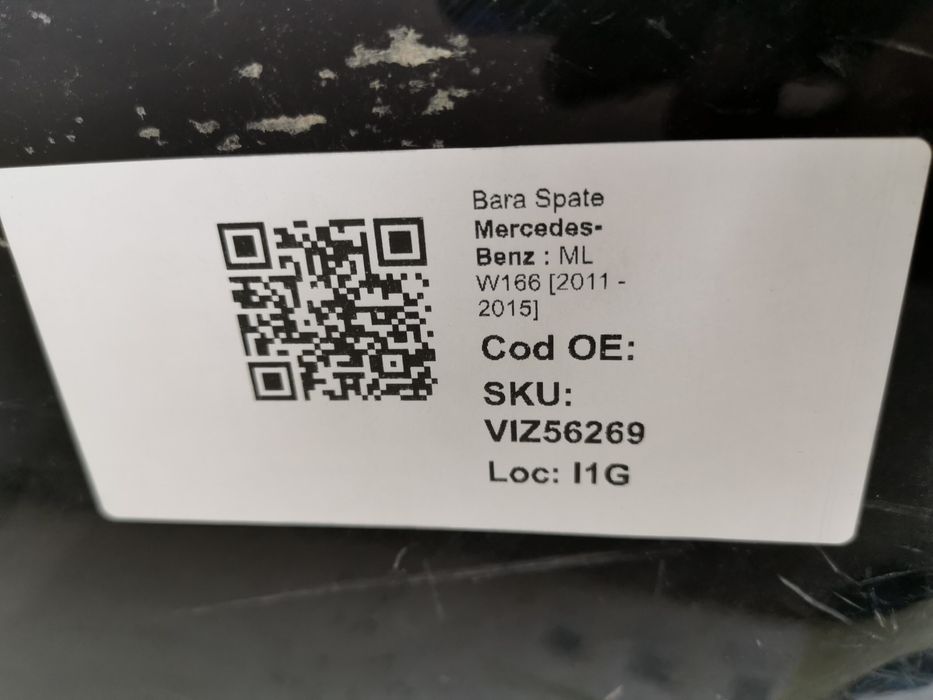 Bara Spate
Mercedes-
Benz : ML
W166 [2011 -
2015]
Cod OE:
SKU:
VIZ56269
Loc: I1G